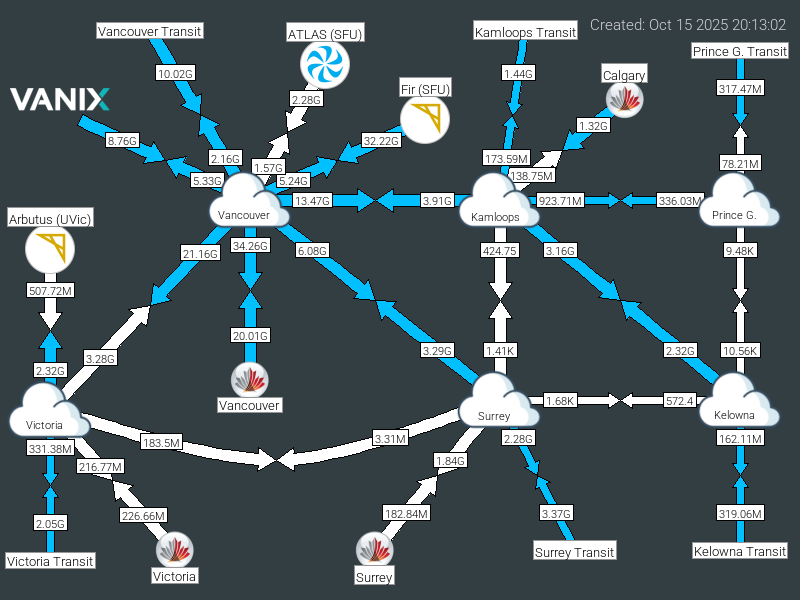 Created: Oct 15 2025 20:13:02
Vancouver Transit
ATLAS (SFU)
Kamloops Transit
Prince G. Transit
10.02G
1.44G
Calgary
317.47M
VANIX
2.28G
Fir (SFU)
8.76G
32.22G
1.32G
2.16G
1.57G
173.59M
78.21M
5.33G
5.24G
138.75M
13.47G
3.91G
923.71M
336.03M
Arbutus (UVic)
Vancouver
Kamloops
Prince G.
21.16G
34.26G
6.08G
424.75
3.16G
9.48K
507.72M
20.01G
3.28G
3.29G
1.41K
2.32G
10.56K
2.32G
Vancouver
1.68K
572.4
Victoria
Surrey
Kelowna
331.38M
183.5M
3.31M
2.28G
162.11M
216.77M
1.84G
2.05G
226.66M
182.84M
3.37G
319.06M
Victoria Transit
Victoria
Surrey
Surrey Transit
Kelowna Transit